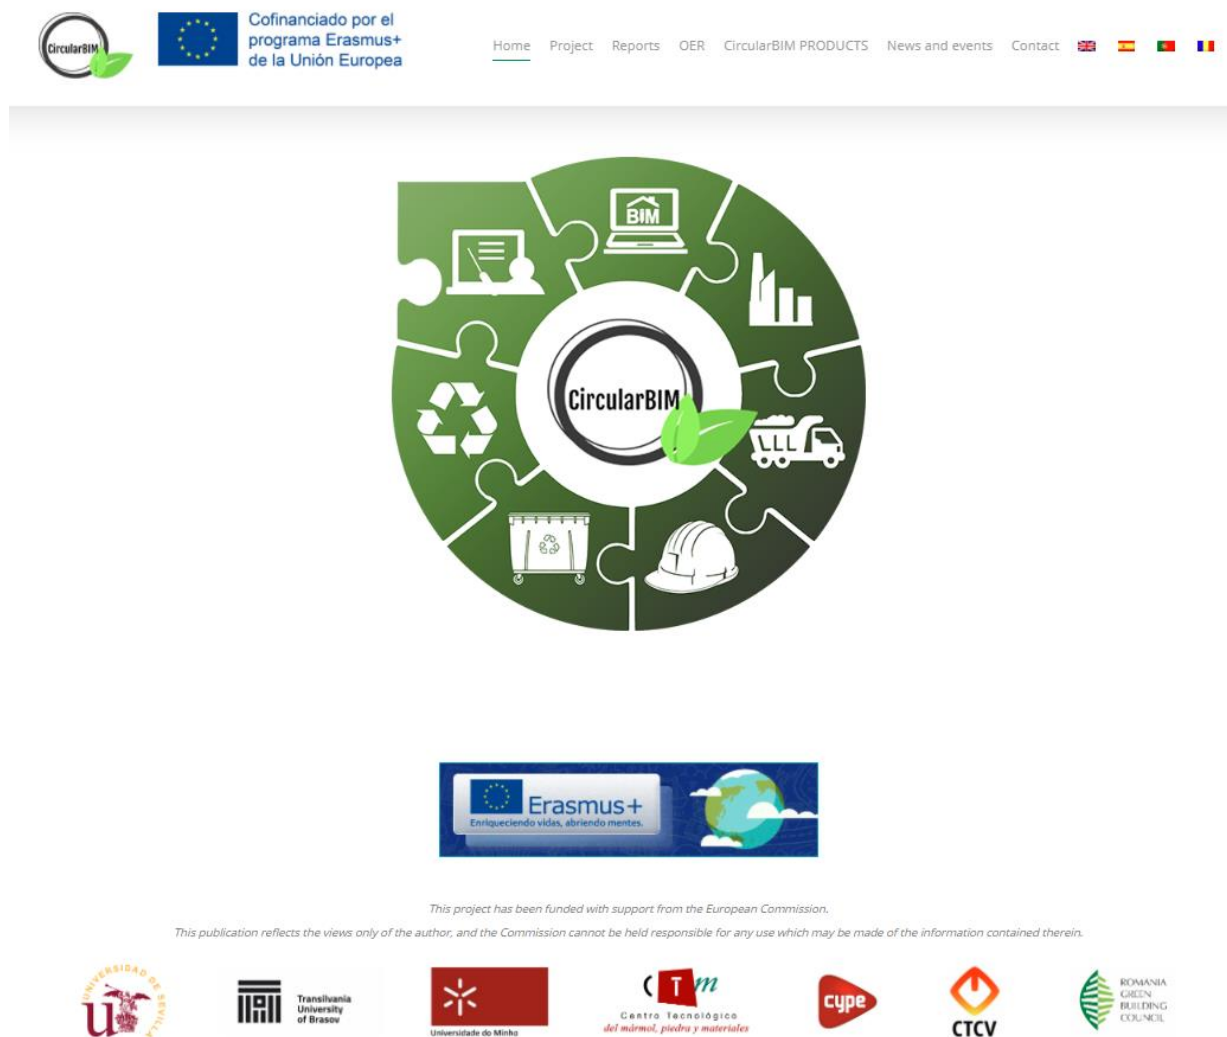 CircularBIM
Cofinanciado por el
programa Erasmus+
de la Unión Europea
Home Project Reports OER CircularBIM PRODUCTS News and events Contact
BIM
CircularBIM
Erasmus+
Enriqueciendo vidas, abriendo mentes.
This project has been funded with support from the European Commission.
This publication reflects the views only of the author, and the Commission cannot be held responsible for any use which may be made of the information contained therein.
UNIVERSIDAD DE SEVILLA
Transilvania
University
of Brasov
Universidade do Minho
CTm
Centro Tecnológico
del mármol, piedra y materiales
cype
CTCV
ROMANIA
GREEN
BUILDING
COUNCIL